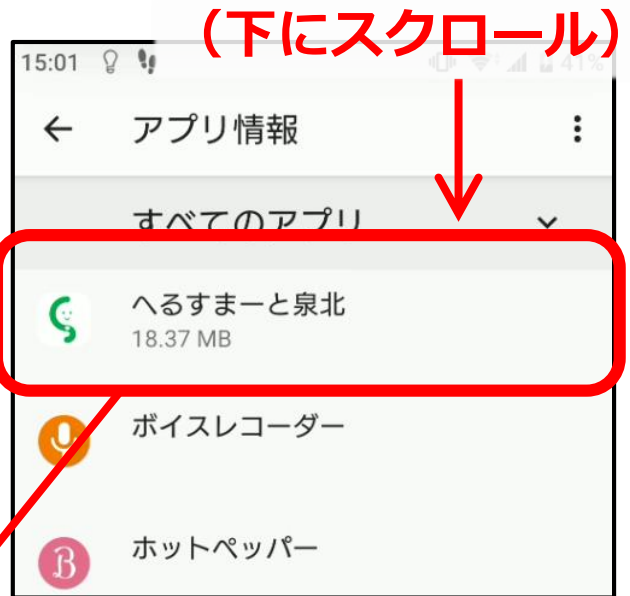 （下にスクロール）
15:01 41%
アプリ情報
すべてのアプリ
へるすまーと泉北
18.37 MB
ボイスレコーダー
ホットペッパー